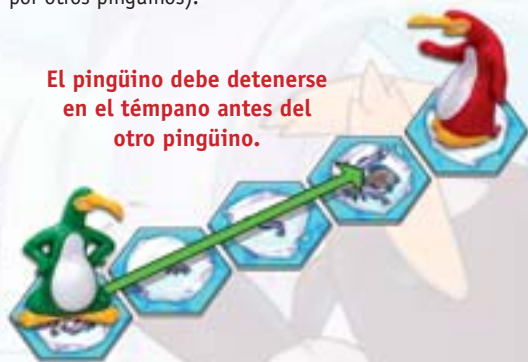 por otros pingüinos).
El pingüino debe detenerse
en el témpano antes del
otro pingüino.